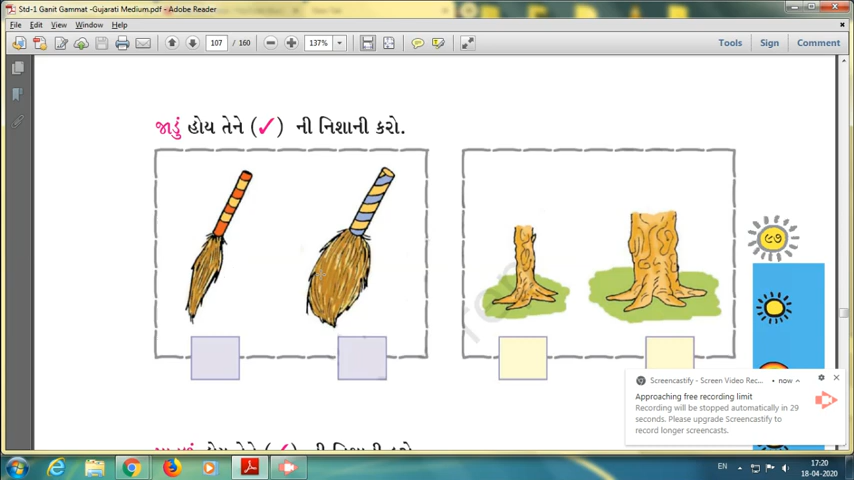 Std-1 Ganit Gammat -Gujarati Medium.pdf - Adobe Reader
File Edit View Window Help
107 / 160 137% Tools Sign Comment
જાડું હોય તેને (✓) ની નિશાની કરો.
૯૭
Screencastify - Screen Video Rec... • now
Approaching free recording limit
Recording will be stopped automatically in 29
seconds. Please upgrade Screencastify to
record longer screencasts.
હોય તેને (✓) ની નિશાની કરો
EN 17:20
18-04-2020